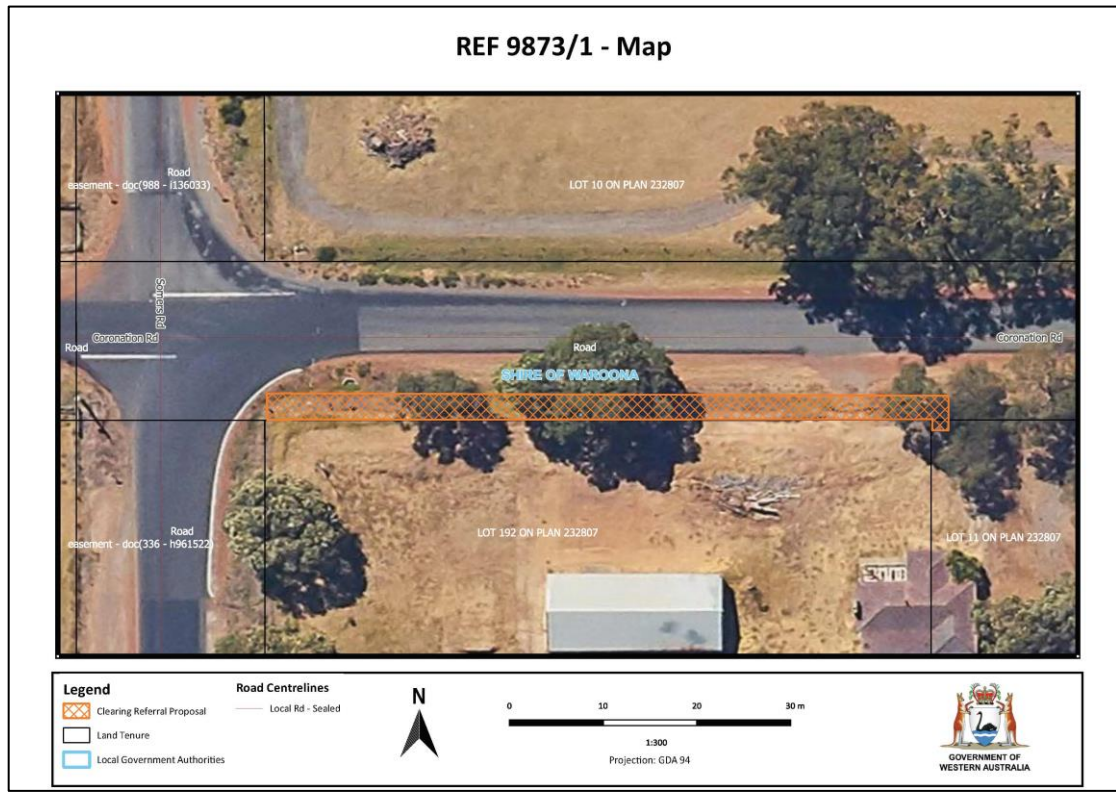 REF 9873/1 - Map
Road
easement - doc(988 - i136033)
LOT 10 ON PLAN 232807
Somers Rd
Coronation Rd
Road
Road
Coronation Rd
SHIRE OF WAROONA
Road
easement - doc(336 - h961522)
LOT 192 ON PLAN 232807
LOT 11 ON PLAN 232807
Legend
Clearing Referral Proposal
Land Tenure
Local Government Authorities
Road Centrelines
Local Rd - Sealed
N
0 10 20 30 m
1:300
Projection: GDA 94
GOVERNMENT OF
WESTERN AUSTRALIA